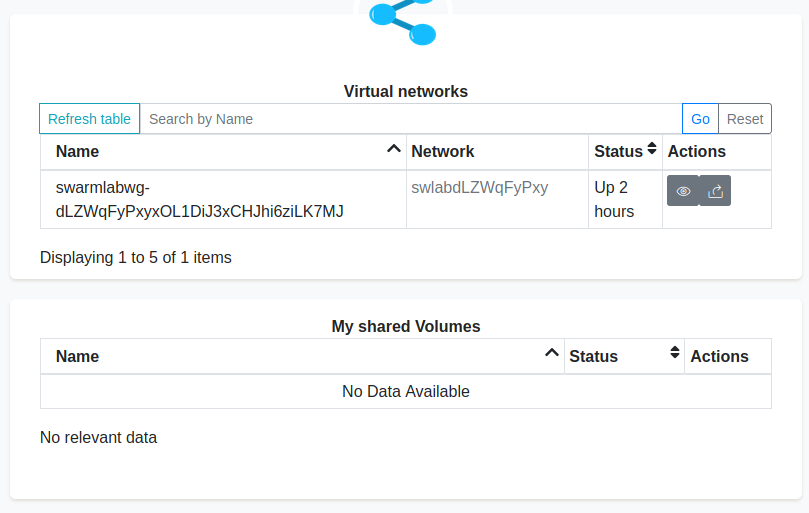 Virtual networks
Refresh table Search by Name Go Reset
Name Network Status Actions
swarmlabwg- swlabdLZWqFyPxy Up 2
dLZWqFyPxyxOL1DiJ3xCHJhi6ziLK7MJ hours
Displaying 1 to 5 of 1 items
My shared Volumes
Name Status Actions
No Data Available
No relevant data